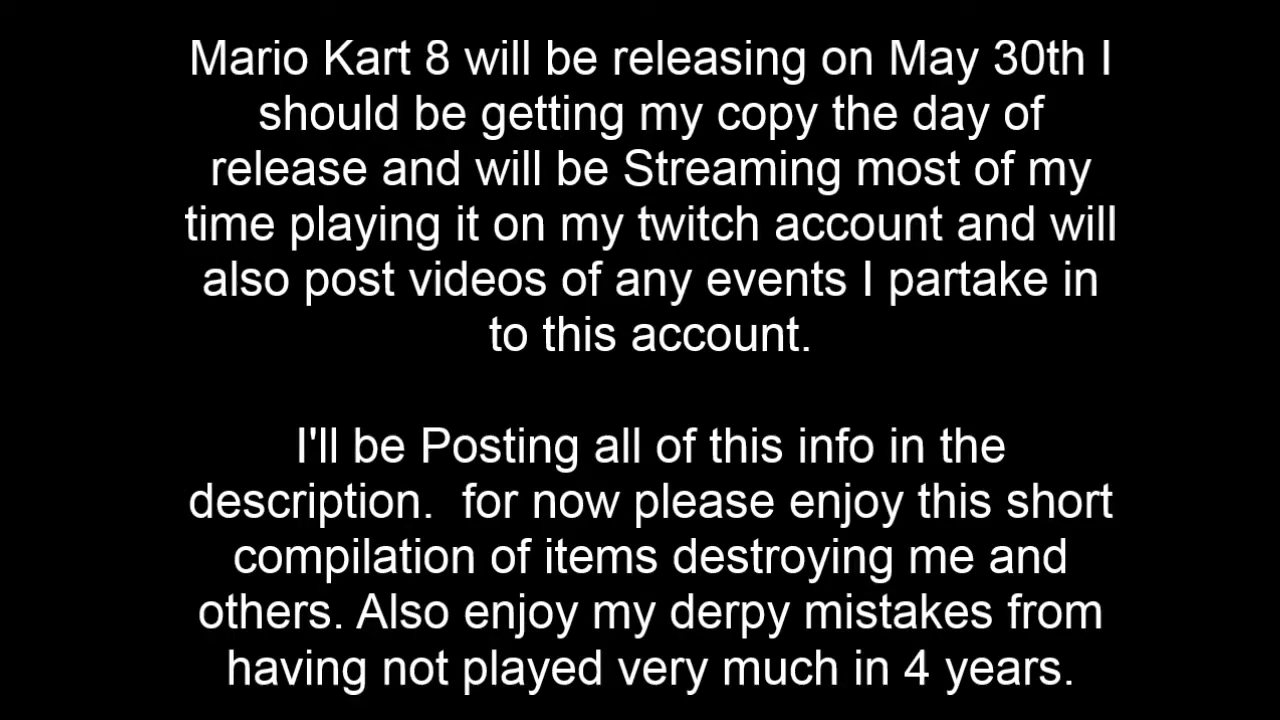 Mario Kart 8 will be releasing on May 30th I
should be getting my copy the day of
release and will be Streaming most of my
time playing it on my twitch account and will
also post videos of any events I partake in
to this account.
I'll be Posting all of this info in the
description.  for now please enjoy this short
compilation of items destroying me and
others. Also enjoy my derpy mistakes from
having not played very much in 4 years.